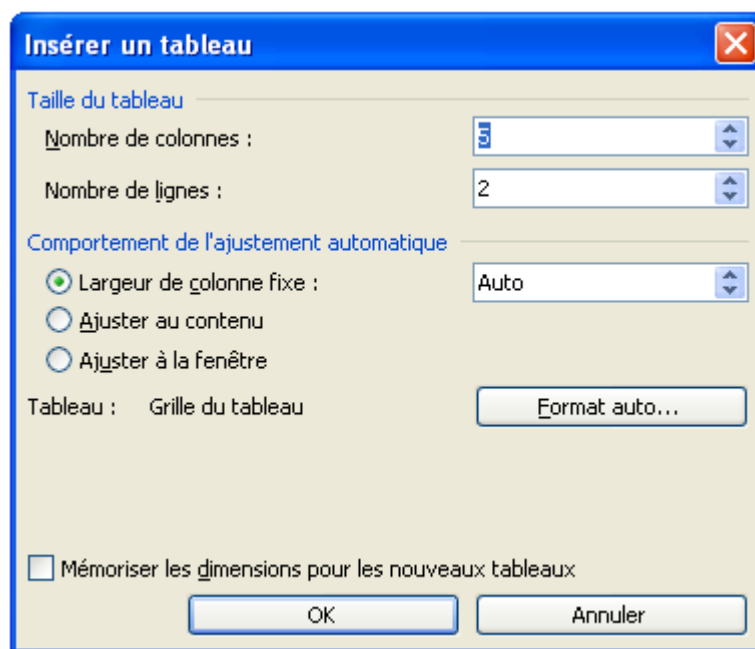 Insérer un tableau
Taille du tableau
Nombre de colonnes : 5
Nombre de lignes : 2
Comportement de l'ajustement automatique
Largeur de colonne fixe : Auto
Ajuster au contenu
Ajuster à la fenêtre
Tableau : Grille du tableau Format auto...
Mémoriser les dimensions pour les nouveaux tableaux
OK Annuler